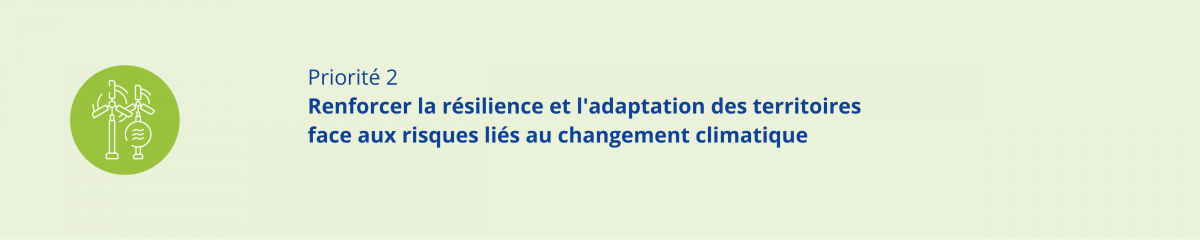 Priorité 2
Renforcer la résilience et l'adaptation des territoires
face aux risques liés au changement climatique